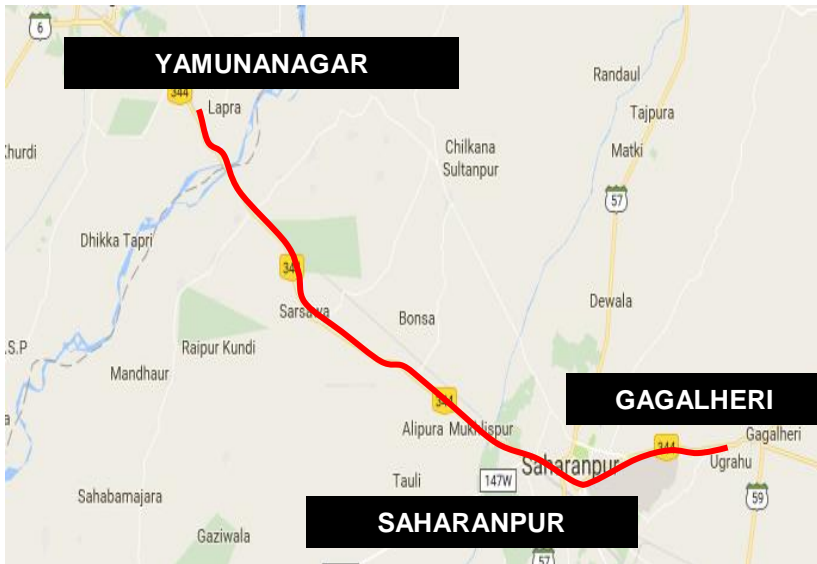 6
YAMUNANAGAR
344
Lapra
Randaul
Tajpura
Khurdi
Chilkana
Sultanpur
Matki
57
Dhikka Tapri
344
Dewala
Sarsawa
Bonsa
.S.P
Raipur Kundi
Mandhaur
GAGALHERI
344
a
Alipura Mukhlispur
344
Gagalheri
Ugrahu
Saharanpur
147W
Tauli
Sahabamajara
59
SAHARANPUR
Gaziwala
57